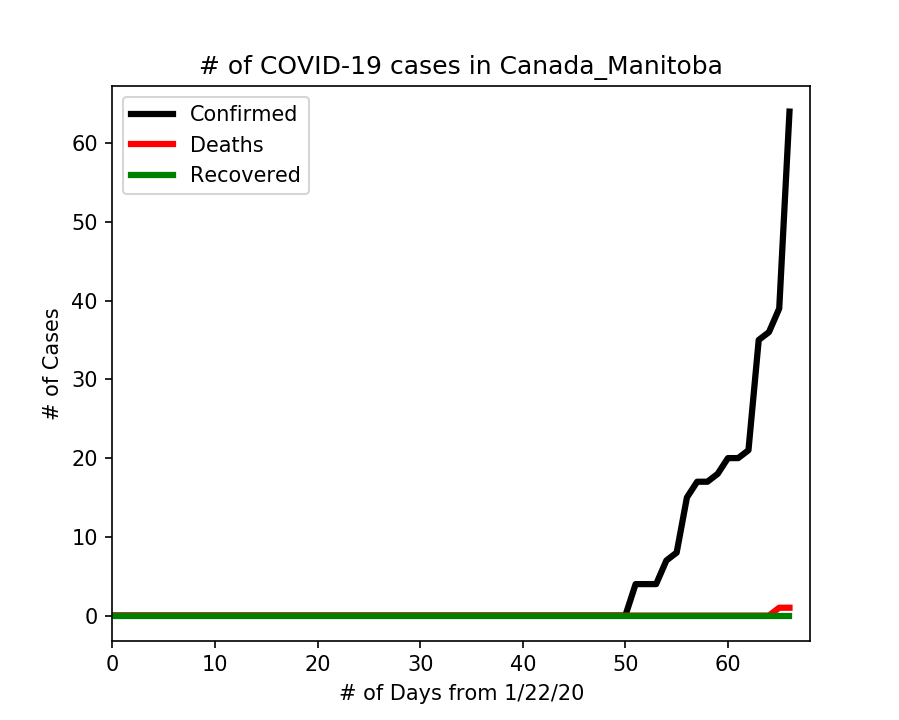 # of COVID-19 cases in Canada_Manitoba
Confirmed
Deaths
Recovered
# of Cases
60
50
40
30
20
10
0
0 10 20 30 40 50 60
# of Days from 1/22/20